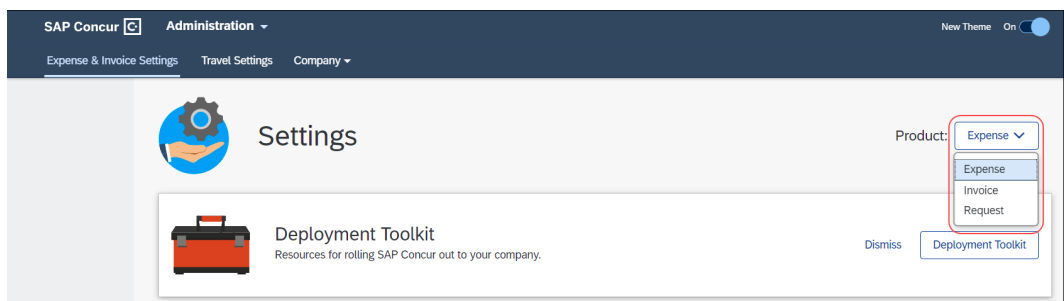 SAP Concur C Administration
New Theme On
Expense & Invoice Settings Travel Settings Company
Settings
Product: Expense
Expense
Invoice
Request
Deployment Toolkit
Resources for rolling SAP Concur out to your company.
Dismiss Deployment Toolkit